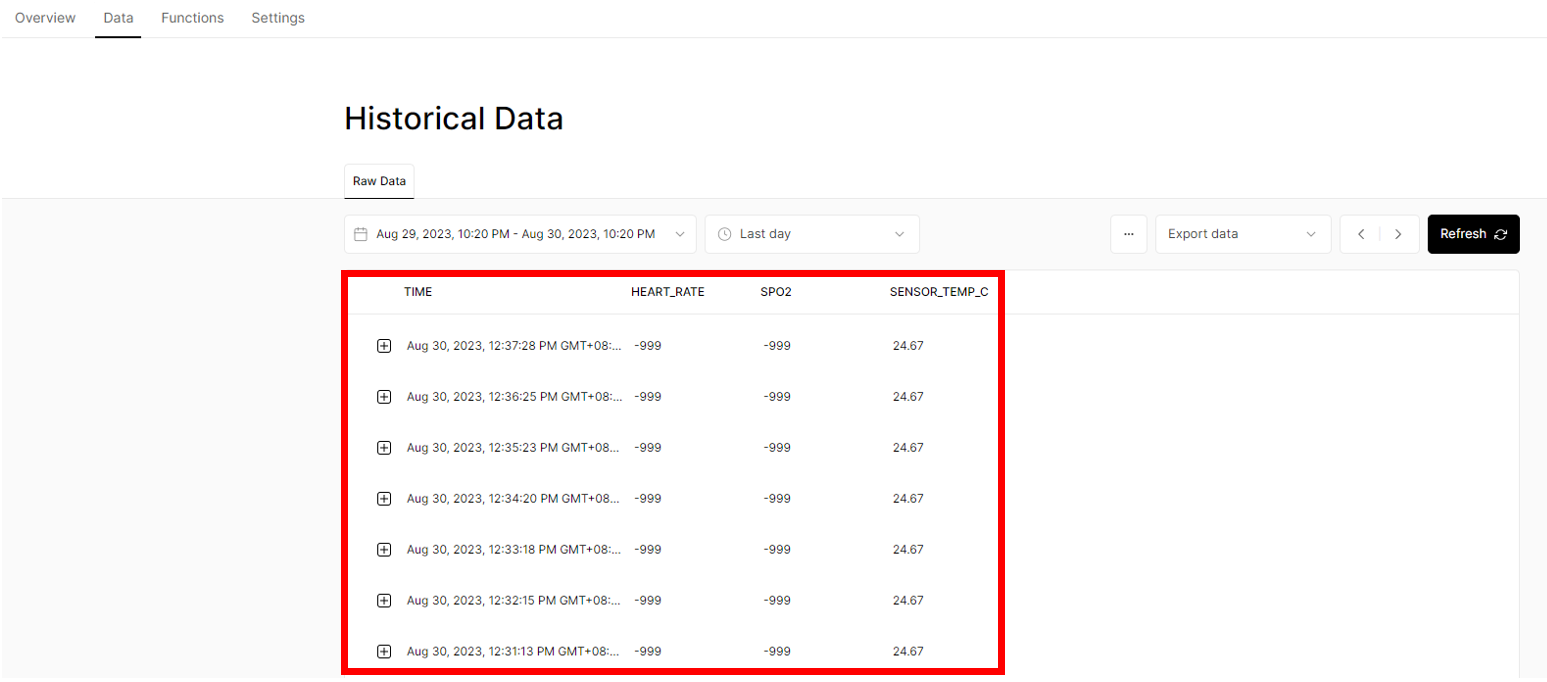 Overview Data Functions Settings
Historical Data
Raw Data
Aug 29, 2023, 10:20 PM - Aug 30, 2023, 10:20 PM Last day ... Export data Refresh
TIME HEART_RATE SPO2 SENSOR_TEMP_C
Aug 30, 2023, 12:37:28 PM GMT+08:... -999 -999 24.67
Aug 30, 2023, 12:36:25 PM GMT+08:... -999 -999 24.67
Aug 30, 2023, 12:35:23 PM GMT+08... -999 -999 24.67
Aug 30, 2023, 12:34:20 PM GMT+08... -999 -999 24.67
Aug 30, 2023, 12:33:18 PM GMT+08:... -999 -999 24.67
Aug 30, 2023, 12:32:15 PM GMT+08:... -999 -999 24.67
Aug 30, 2023, 12:31:13 PM GMT+08:... -999 -999 24.67